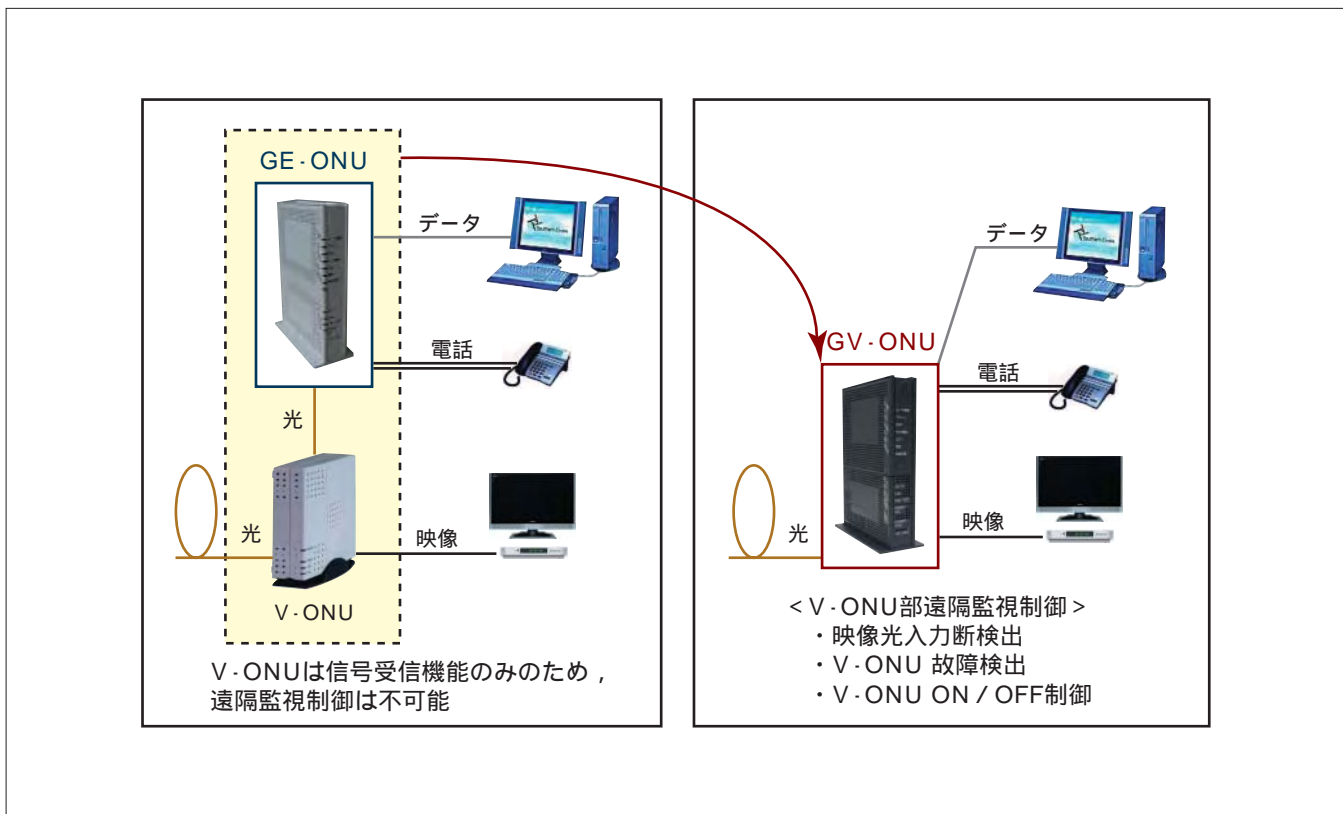 GE-ONU
データ
電話
光
光
映像
V-ONU
V-ONUは信号受信機能のみのため,
遠隔監視制御は不可能
データ
GV-ONU
電話
光
映像
<V-ONU部遠隔監視制御>
・映像光入力断検出
・V-ONU 故障検出
・V-ONU ON/OFF制御